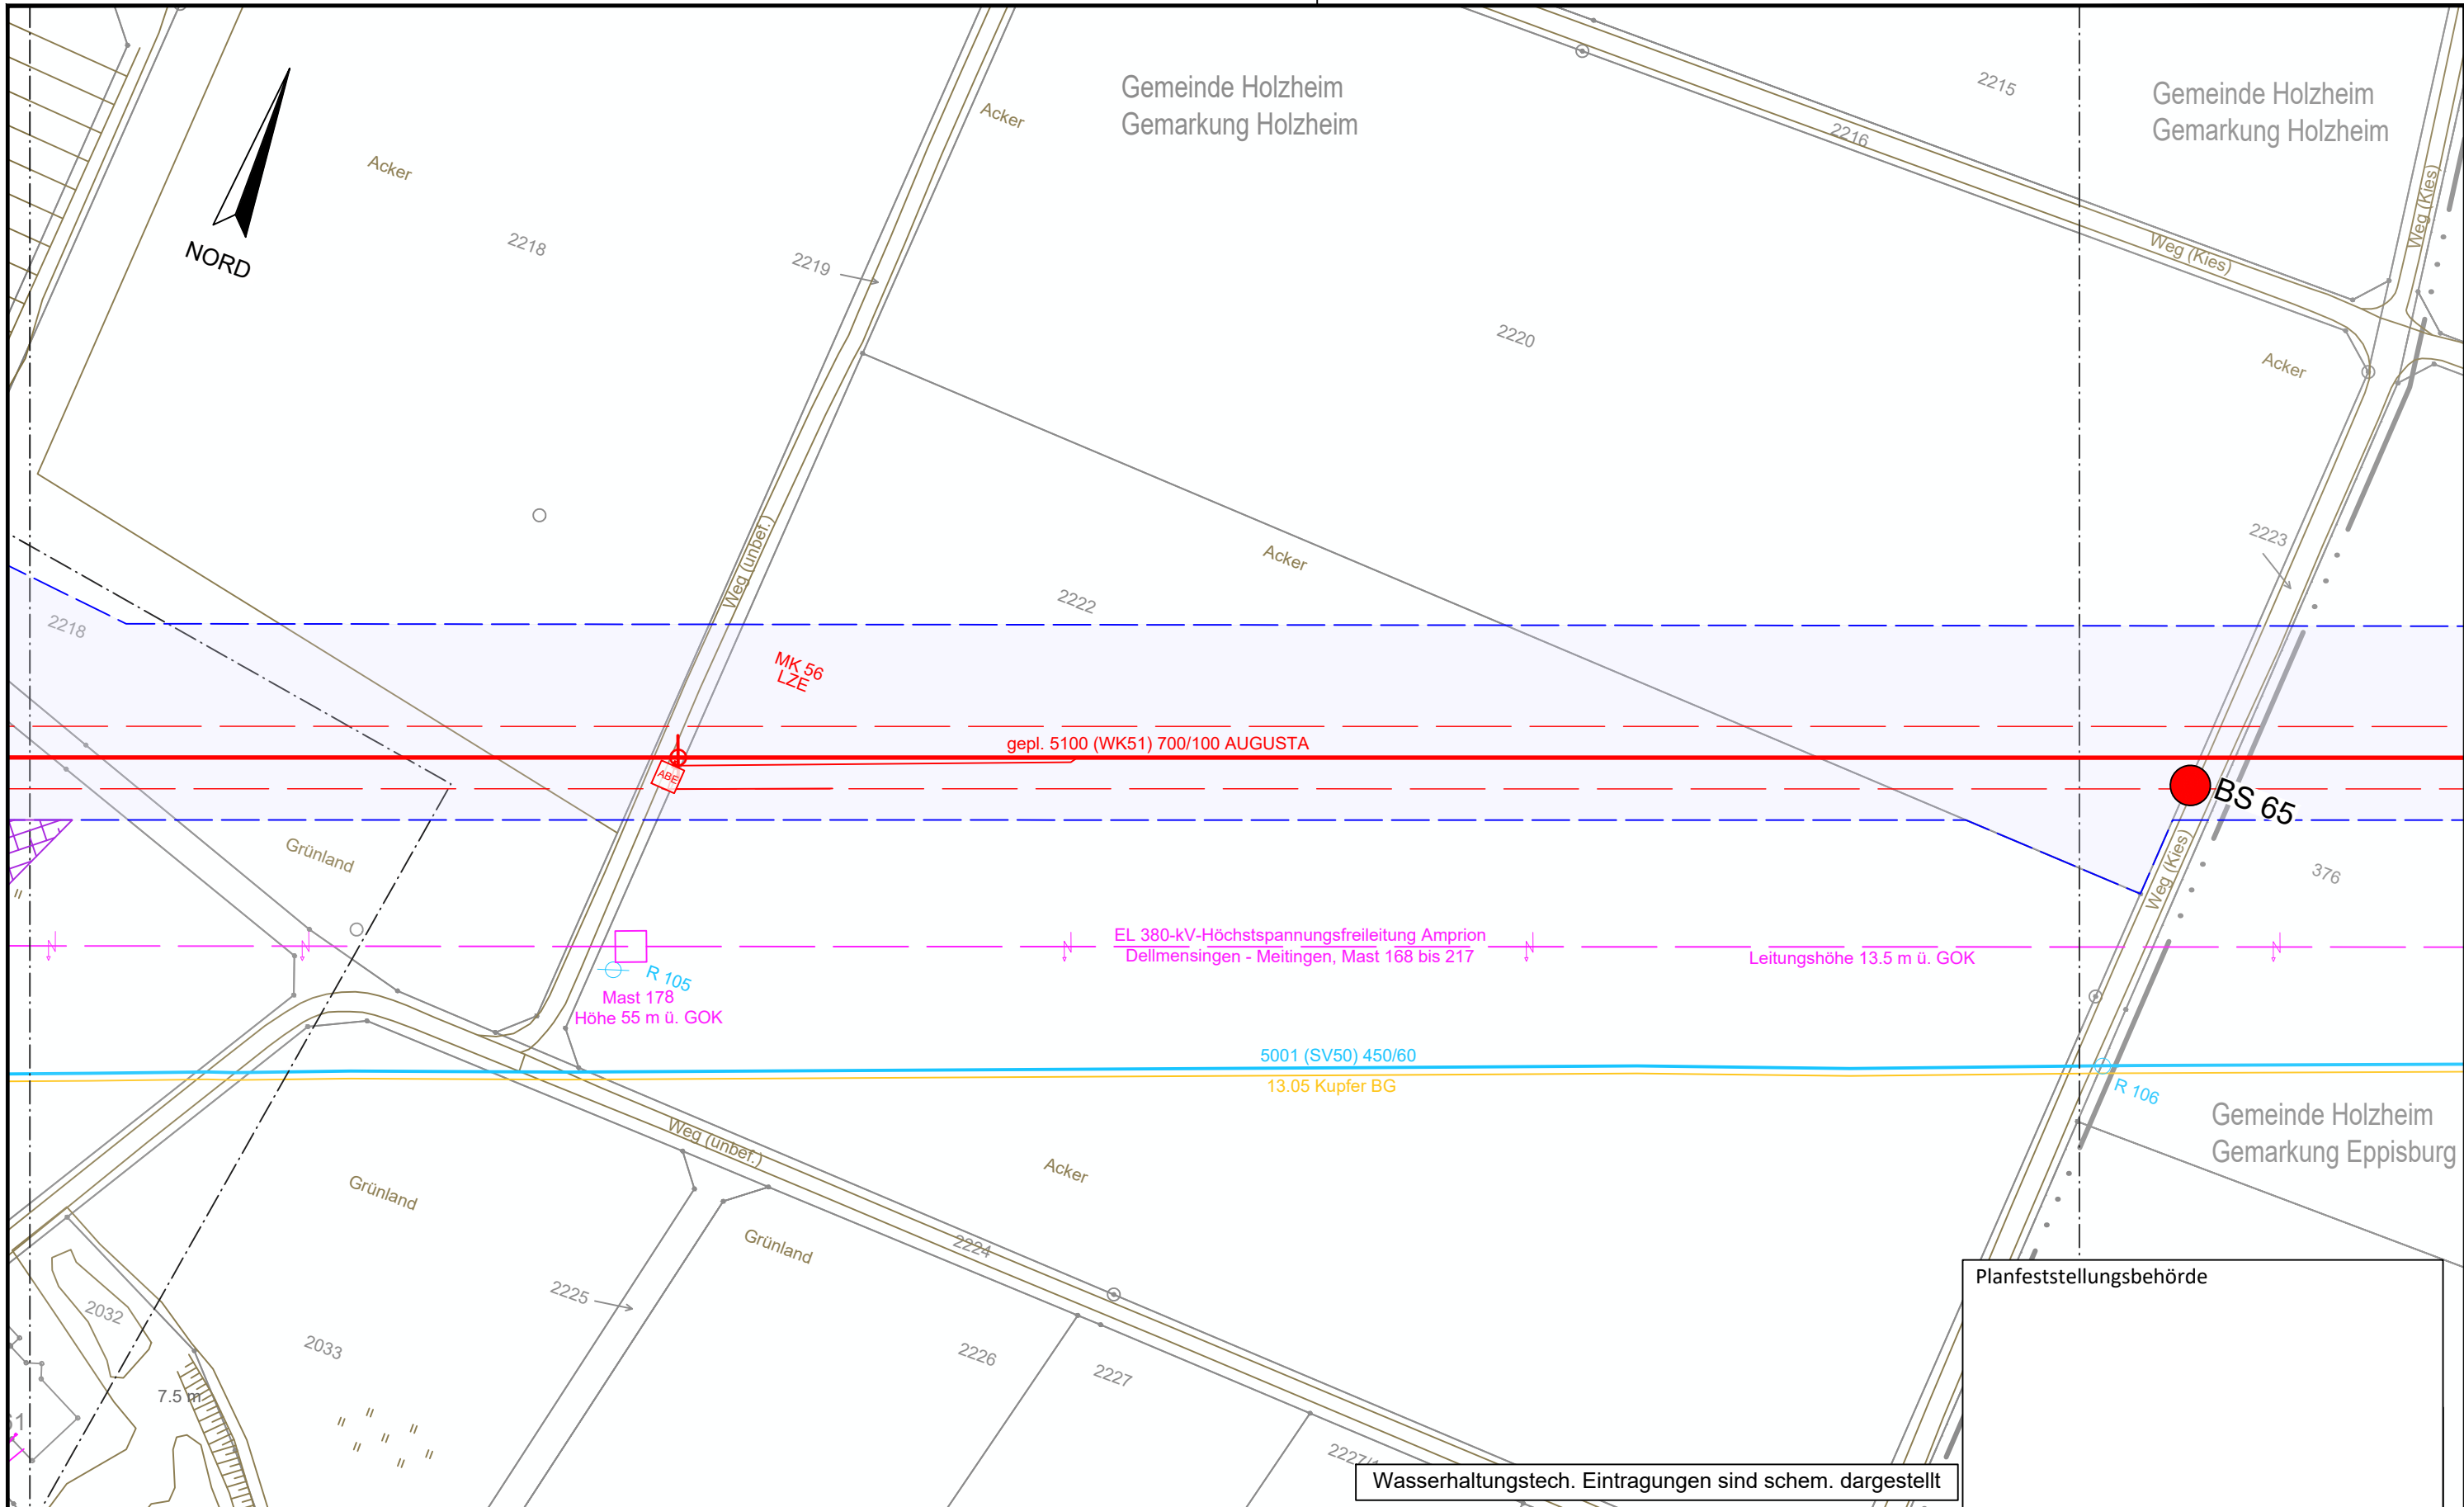 Gemeinde Holzheim
Gemarkung Holzheim
Gemeinde Holzheim
Gemarkung Holzheim
2215
2216
Acker
Acker
NORD
2218
2219
Weg (Kies)
Weg (Kies)
2220
Acker
Acker
2223
Weg (unbef.)
2222
2218
MK 56
LZE
gepl. 5100 (WK51) 700/100 AUGUSTA
ABE
BS 65
Grünland
Weg (Kies)
376
EL 380-kV-Höchstspannungsfreileitung Amprion
Dellmensingen - Meitingen, Mast 168 bis 217
Leitungshöhe 13.5 m ü. GOK
R 105
Mast 178
Höhe 55 m ü. GOK
5001 (SV50) 450/60
13.05 Kupfer BG
R 106
Gemeinde Holzheim
Gemarkung Eppisburg
Weg (unbef.)
Acker
Grünland
Grünland
2224
Planfeststellungsbehörde
2225
2032
2033
2226
2227
7.5 m
Wasserhaltungstech. Eintragungen sind schem. dargestellt